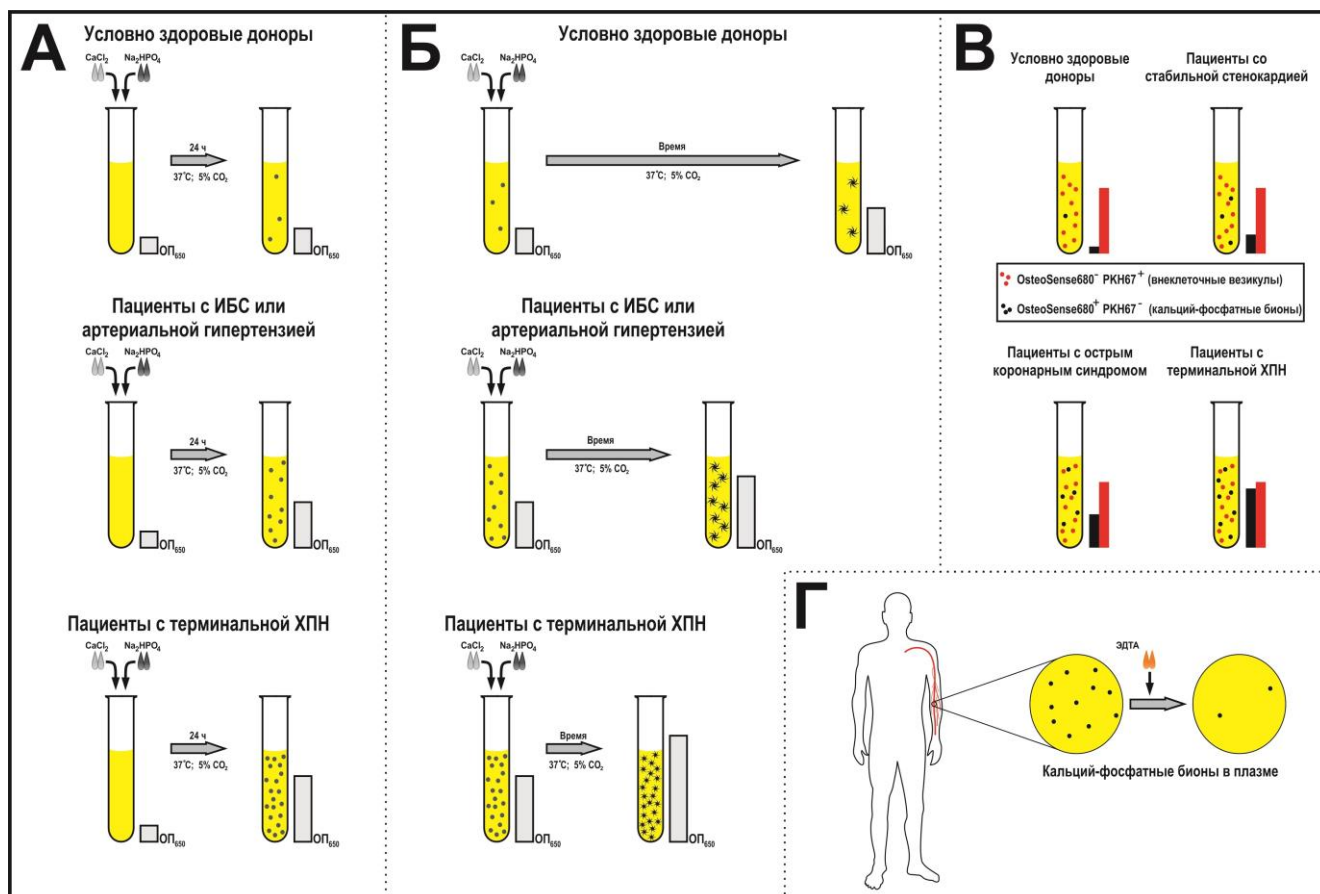 А
Условно здоровые доноры
CaCl₂ Na₂HPO₄
24 ч
37°C; 5% CO₂
ОП₆₅₀
ОП₆₅₀
Пациенты с ИБС или
артериальной гипертензией
CaCl₂ Na₂HPO₄
24 ч
37°C; 5% CO₂
ОП₆₅₀
ОП₆₅₀
Пациенты с терминальной ХПН
CaCl₂ Na₂HPO₄
24 ч
37°C; 5% CO₂
ОП₆₅₀
ОП₆₅₀
Б
Условно здоровые доноры
CaCl₂ Na₂HPO₄
Время
37°C; 5% CO₂
ОП₆₅₀
ОП₆₅₀
Пациенты с ИБС или
артериальной гипертензией
CaCl₂ Na₂HPO₄
Время
37°C; 5% CO₂
ОП₆₅₀
ОП₆₅₀
Пациенты с терминальной ХПН
CaCl₂ Na₂HPO₄
Время
37°C; 5% CO₂
ОП₆₅₀
ОП₆₅₀
В
Условно здоровые
доноры
Пациенты со
стабильной стенокардией
OsteoSense680⁻ PKH67⁺ (внеклеточные везикулы)
OsteoSense680⁺ PKH67⁻ (кальций-фосфатные бионы)
Пациенты с острым
коронарным синдромом
Пациенты с
терминальной ХПН
Г
ЭДТА
Кальций-фосфатные бионы в плазме